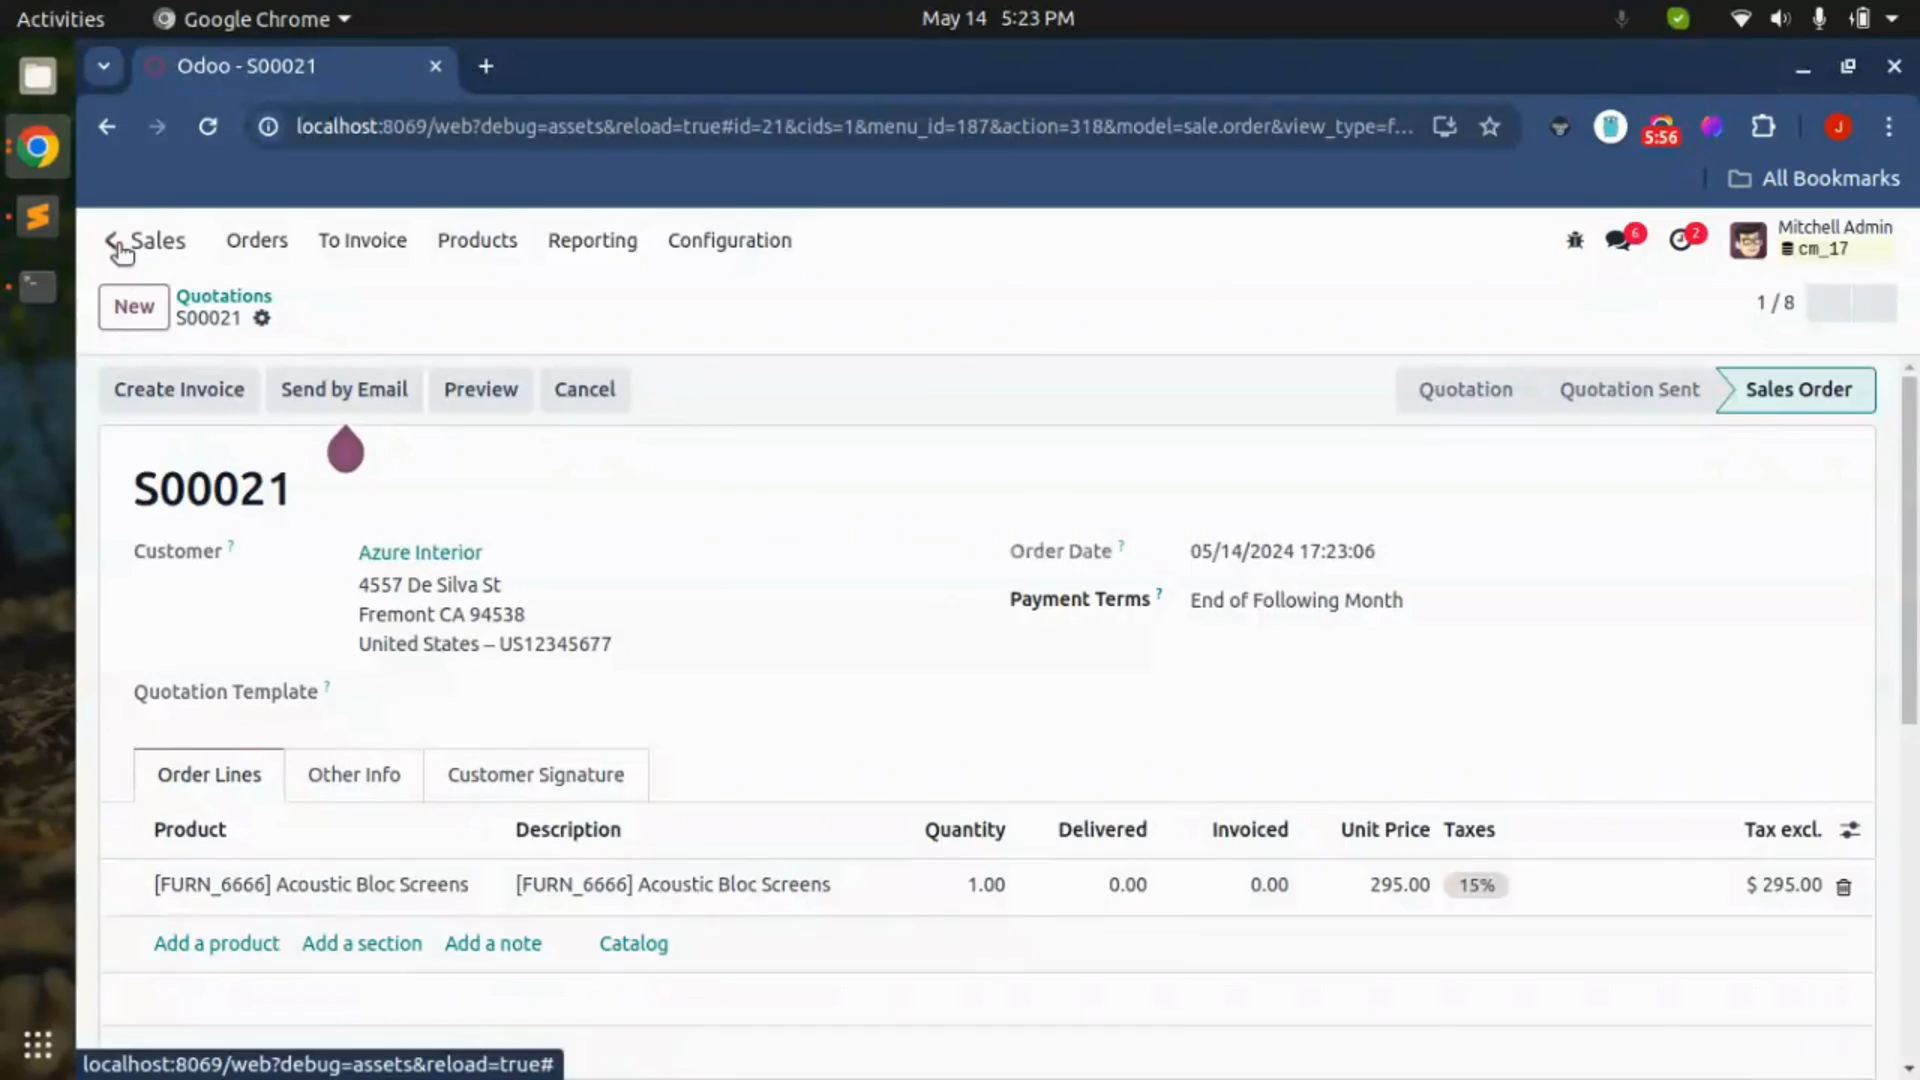 Activities Google Chrome May 14 5:23 PM
Odoo - S00021
localhost:8069/web?debug=assets&reload=true#id=21&cids=1&menu_id=187&action=318&model=sale.order&view_type=f... 5:56 J
All Bookmarks
Sales Orders To Invoice Products Reporting Configuration 6 2 Mitchell Admin
cm_17
New Quotations
S00021 1 / 8
Create Invoice Send by Email Preview Cancel Quotation Quotation Sent Sales Order
S00021
Customer ? Azure Interior Order Date ? 05/14/2024 17:23:06
4557 De Silva St
Fremont CA 94538 Payment Terms ? End of Following Month
United States – US12345677
Quotation Template ?
Order Lines Other Info Customer Signature
Product Description Quantity Delivered Invoiced Unit Price Taxes Tax excl.
[FURN_6666] Acoustic Bloc Screens [FURN_6666] Acoustic Bloc Screens 1.00 0.00 0.00 295.00 15% $ 295.00
Add a product Add a section Add a note Catalog
localhost:8069/web?debug=assets&reload=true#